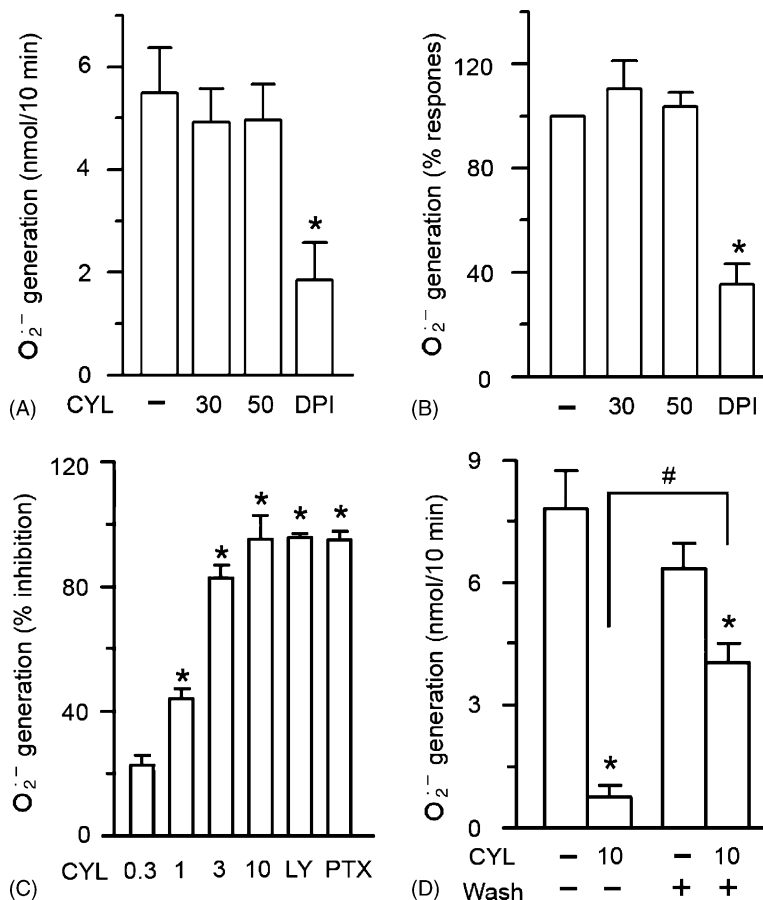 O₂·⁻ generation (nmol/10 min)
6
4
2
0
*
(A) CYL – 30 50 DPI
O₂·⁻ generation (% respones)
120
80
40
0
*
(B) – 30 50 DPI
O₂·⁻ generation (% inhibition)
120
80
40
0
* * * * *
(C) CYL 0.3 1 3 10 LY PTX
O₂·⁻ generation (nmol/10 min)
9
6
3
0
#
* *
CYL – 10 – 10
(D) Wash – – + +